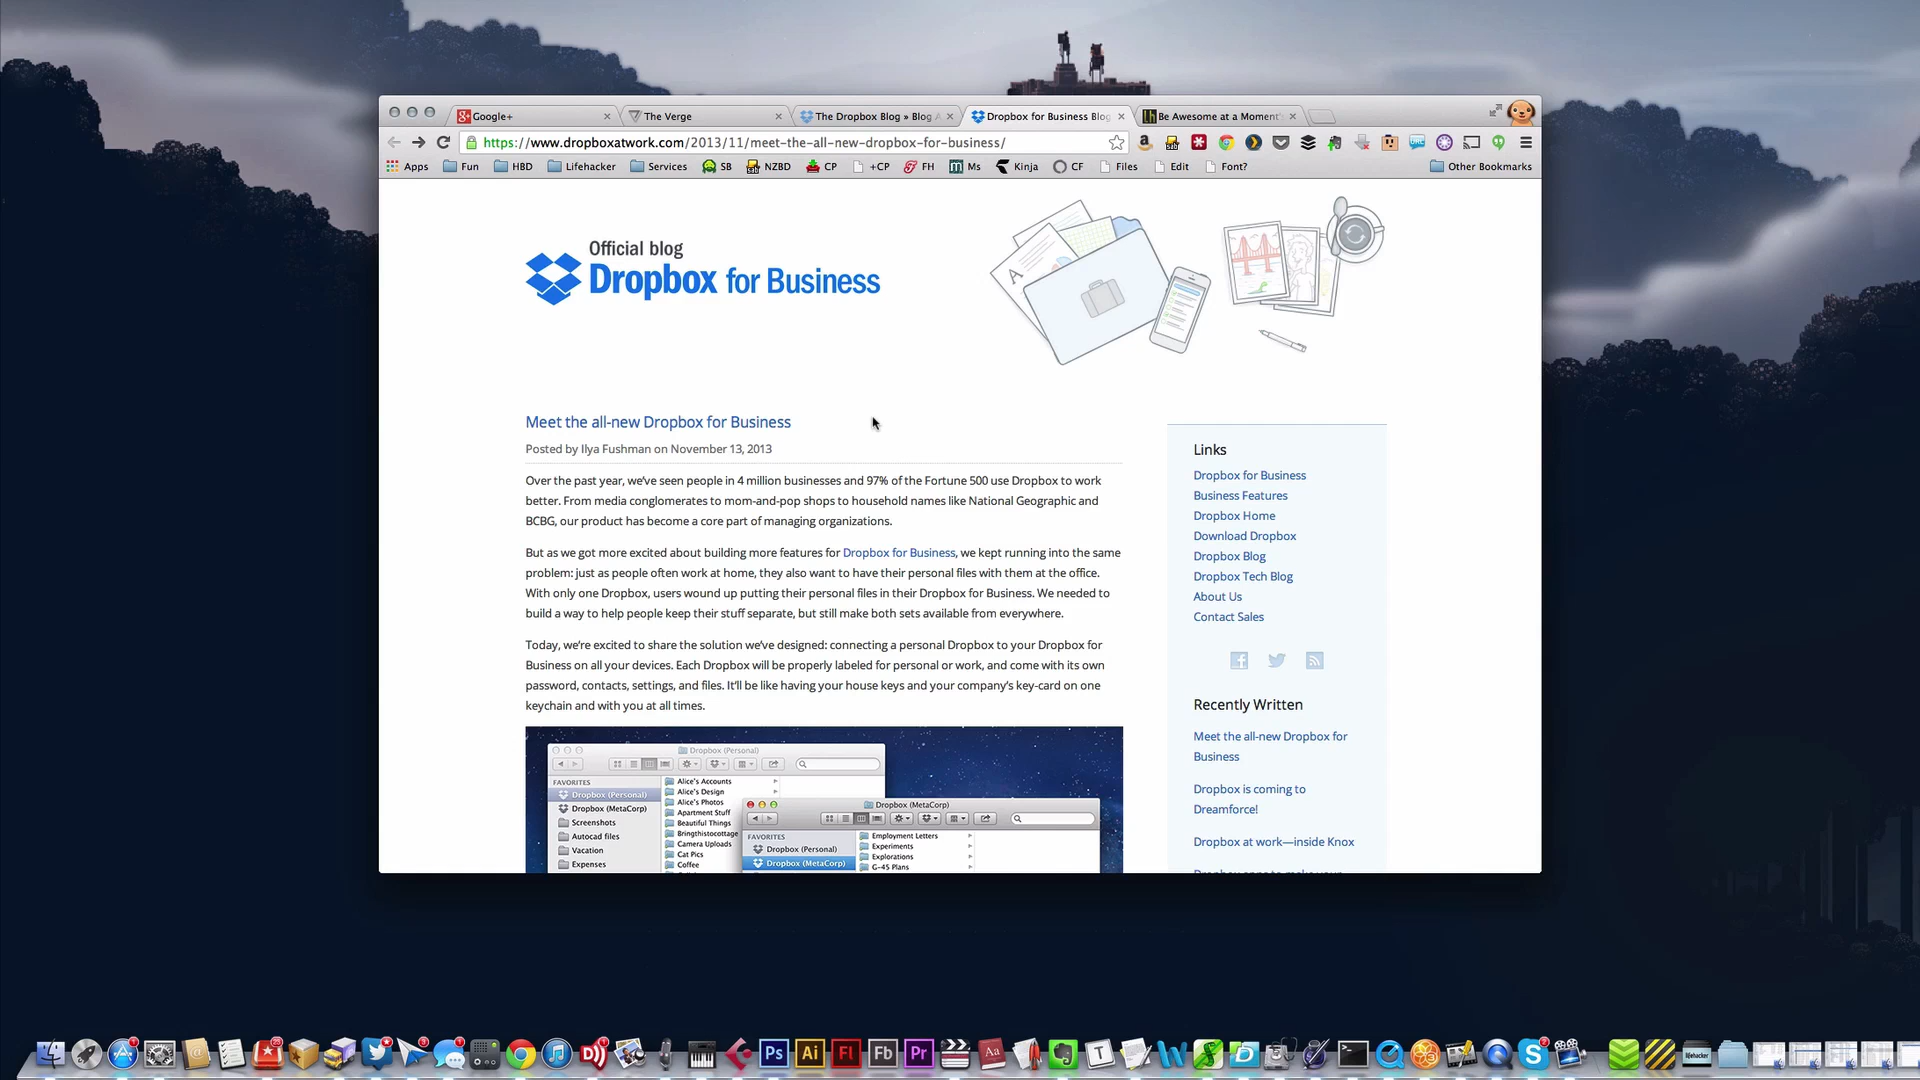 Google+
The Verge
The Dropbox Blog » Blog A
Dropbox for Business Blog
Be Awesome at a Moment'
https://www.dropboxatwork.com/2013/11/meet-the-all-new-dropbox-for-business/
Apps Fun HBD Lifehacker Services SB NZBD CP +CP FH Ms Kinja CF Files Edit Font? Other Bookmarks
Official blog
Dropbox for Business
Meet the all-new Dropbox for Business
Posted by Ilya Fushman on November 13, 2013
Over the past year, we've seen people in 4 million businesses and 97% of the Fortune 500 use Dropbox to work
better. From media conglomerates to mom-and-pop shops to household names like National Geographic and
BCBG, our product has become a core part of managing organizations.
But as we got more excited about building more features for Dropbox for Business, we kept running into the same
problem: just as people often work at home, they also want to have their personal files with them at the office.
With only one Dropbox, users wound up putting their personal files in their Dropbox for Business. We needed to
build a way to help people keep their stuff separate, but still make both sets available from everywhere.
Today, we're excited to share the solution we've designed: connecting a personal Dropbox to your Dropbox for
Business on all your devices. Each Dropbox will be properly labeled for personal or work, and come with its own
password, contacts, settings, and files. It'll be like having your house keys and your company's key-card on one
keychain and with you at all times.
Dropbox (Personal)
FAVORITES
Dropbox (Personal)
Dropbox (MetaCorp)
Screenshots
Autocad files
Vacation
Expenses
Alice's Accounts
Alice's Design
Alice's Photos
Apartment Stuff
Beautiful Things
Bringthistocottage
Camera Uploads
Cat Pics
Coffee
Dropbox (MetaCorp)
FAVORITES
Dropbox (Personal)
Dropbox (MetaCorp)
Employment Letters
Experiments
Explorations
G-45 Plans
Links
Dropbox for Business
Business Features
Dropbox Home
Download Dropbox
Dropbox Blog
Dropbox Tech Blog
About Us
Contact Sales
Recently Written
Meet the all-new Dropbox for
Business
Dropbox is coming to
Dreamforce!
Dropbox at work—inside Knox
Ps Ai Fl Fb Pr Aa T W D
lifehacker